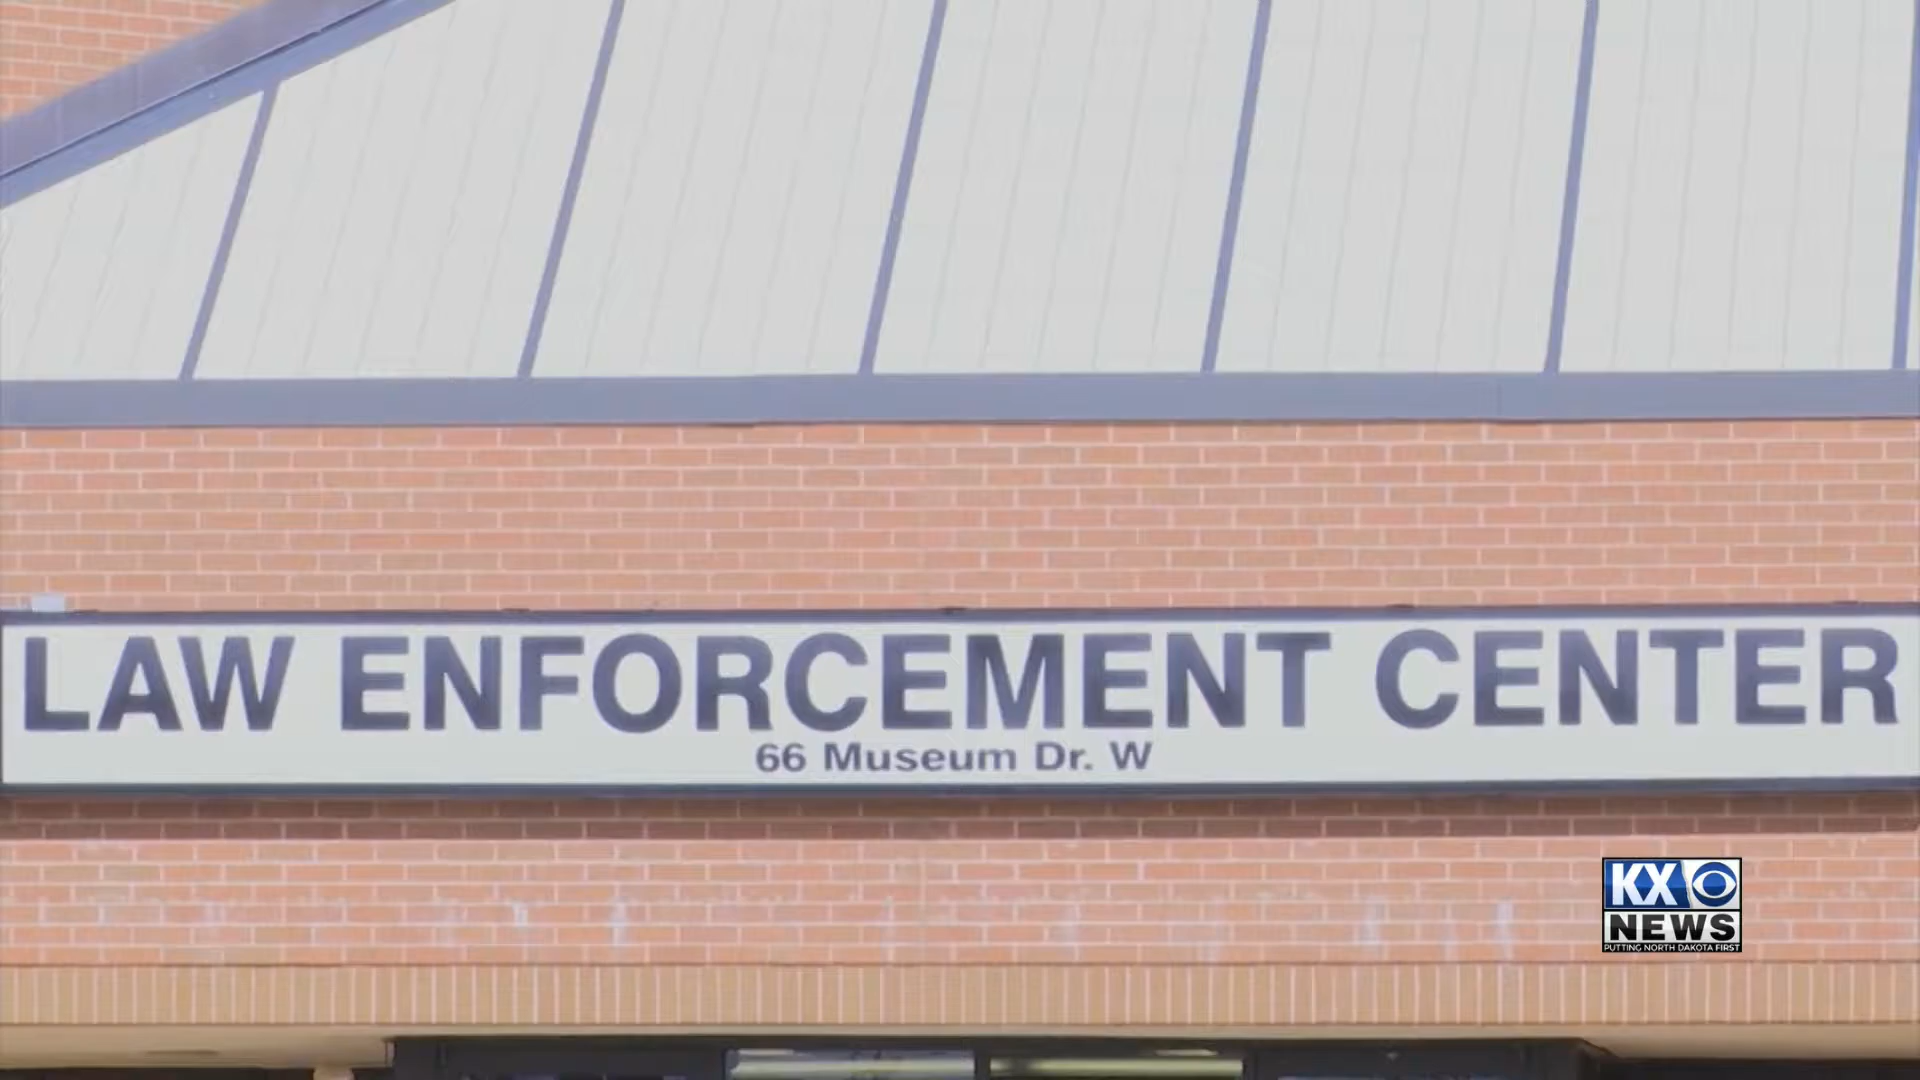 LAW ENFORCEMENT CENTER
66 Museum Dr. W
KX
NEWS
PUTTING NORTH DAKOTA FIRST